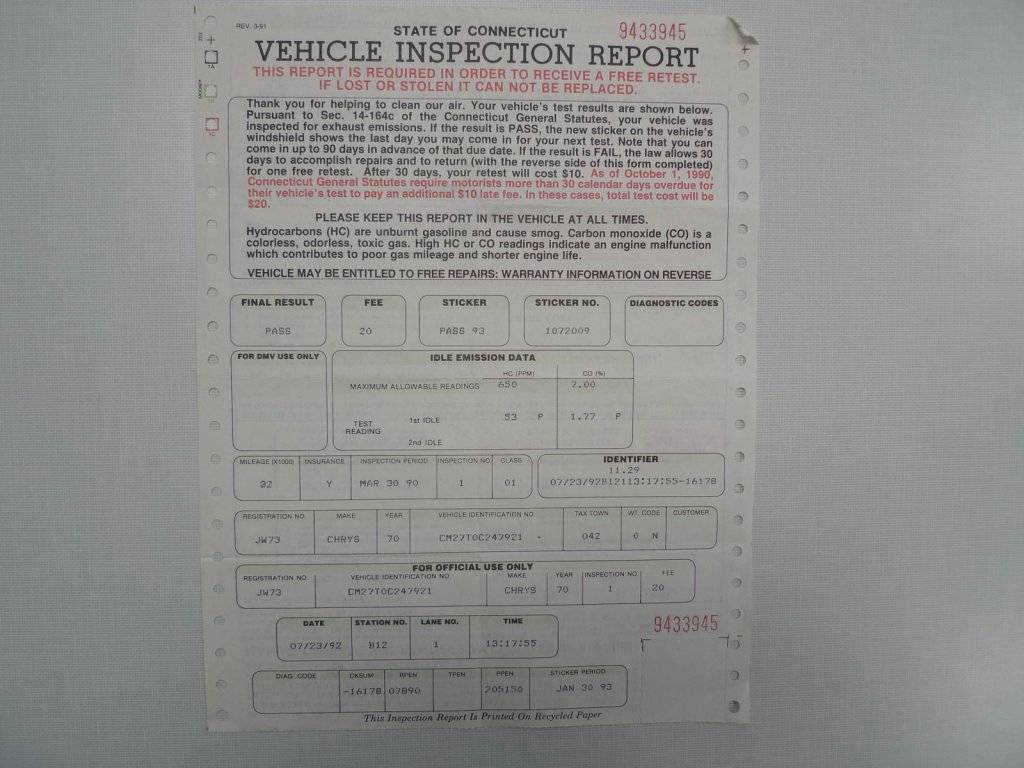 REV. 3-91
STATE OF CONNECTICUT
9433945
VEHICLE INSPECTION REPORT
THIS REPORT IS REQUIRED IN ORDER TO RECEIVE A FREE RETEST.
IF LOST OR STOLEN IT CAN NOT BE REPLACED.
Thank you for helping to clean our air. Your vehicle's test results are shown below.
Pursuant to Sec. 14-164c of the Connecticut General Statutes, your vehicle was
inspected for exhaust emissions. If the result is PASS, the new sticker on the vehicle's
windshield shows the last day you may come in for your next test. Note that you can
come in up to 90 days in advance of that due date. If the result is FAIL, the law allows 30
days to accomplish repairs and to return (with the reverse side of this form completed)
for one free retest. After 30 days, your retest will cost $10. As of October 1, 1990,
Connecticut General Statutes require motorists more than 30 calendar days overdue for
their vehicle's test to pay an additional $10 late fee. In these cases, total test cost will be
$20.
PLEASE KEEP THIS REPORT IN THE VEHICLE AT ALL TIMES.
Hydrocarbons (HC) are unburnt gasoline and cause smog. Carbon monoxide (CO) is a
colorless, odorless, toxic gas. High HC or CO readings indicate an engine malfunction
which contributes to poor gas mileage and shorter engine life.
VEHICLE MAY BE ENTITLED TO FREE REPAIRS: WARRANTY INFORMATION ON REVERSE
FINAL RESULT FEE STICKER STICKER NO. DIAGNOSTIC CODES
PASS 20 PASS 93 1072009
FOR DMV USE ONLY IDLE EMISSION DATA
HC (PPM) CO (%)
MAXIMUM ALLOWABLE READINGS 650 7.00
TEST READING 1st IDLE 53 P 1.77 P
2nd IDLE
MILEAGE (X1000) INSURANCE INSPECTION PERIOD INSPECTION NO. CLASS IDENTIFIER
11.29
22 Y MAR 30 90 1 01 07/23/92B12113:17:55-16178
REGISTRATION NO. MAKE YEAR VEHICLE IDENTIFICATION NO. TAX TOWN WT. CODE CUSTOMER
JW73 CHRYS 70 CM27T0C247921 - 042 0 N
FOR OFFICIAL USE ONLY
REGISTRATION NO. VEHICLE IDENTIFICATION NO. MAKE YEAR INSPECTION NO. FEE
JW73 CM27T0C247921 CHRYS 70 1 20
DATE STATION NO. LANE NO. TIME
9433945
07/23/92 B12 1 13:17:55
DIAG. CODE CKSUM RPEN TPEN PPEN STICKER PERIOD
-16178 07890 205150 JAN 30 93
This Inspection Report Is Printed On Recycled Paper